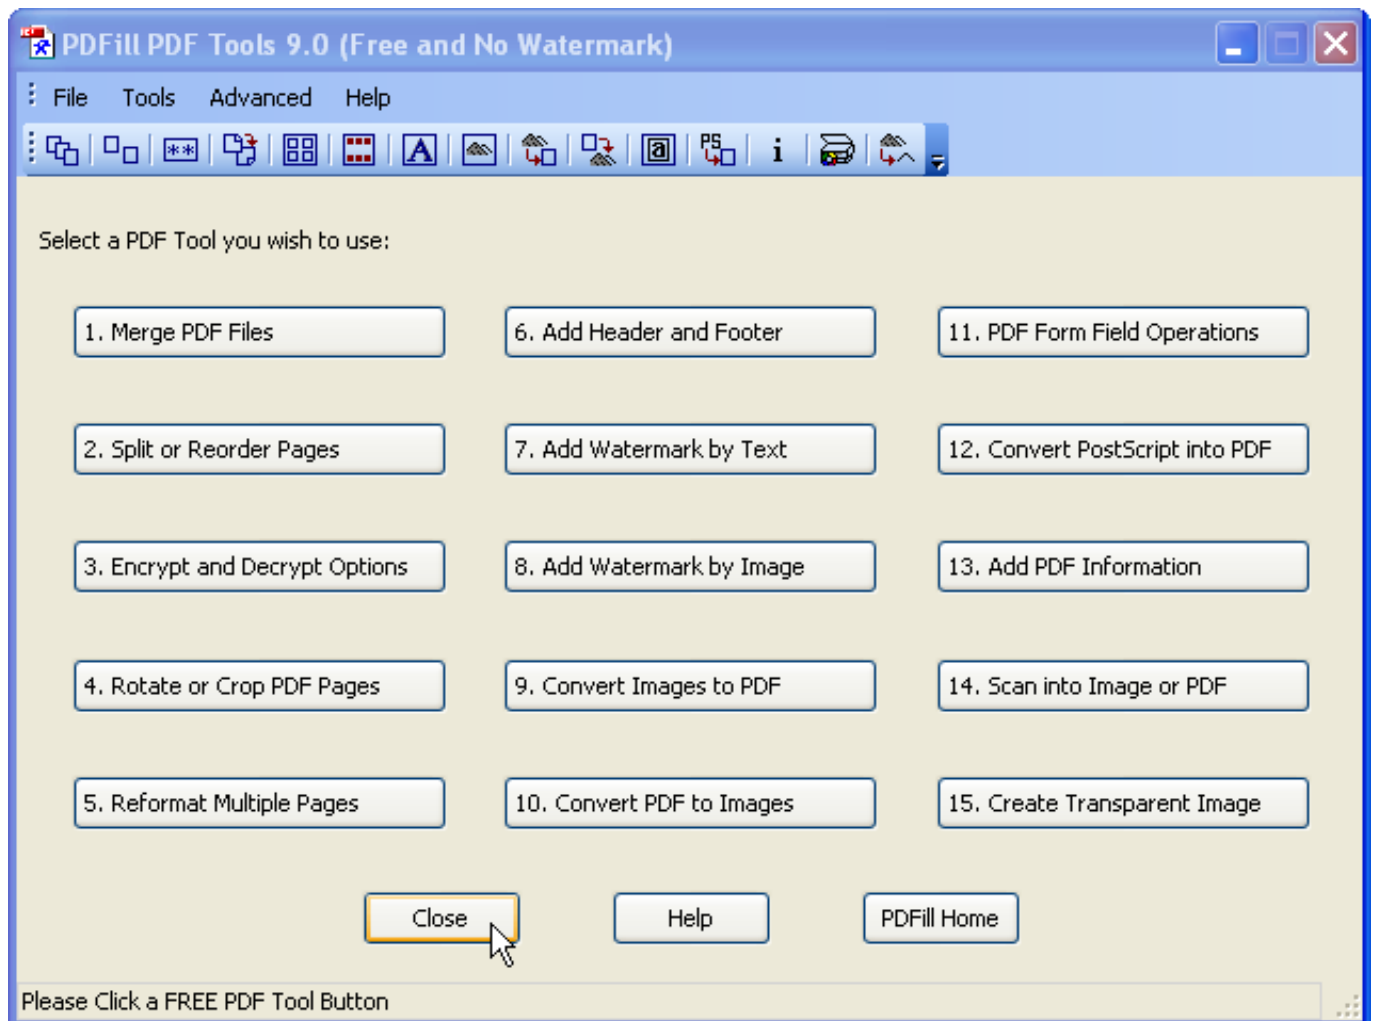 PDFill PDF Tools 9.0 (Free and No Watermark)
File Tools Advanced Help
** A a PS i
Select a PDF Tool you wish to use:
1. Merge PDF Files
2. Split or Reorder Pages
3. Encrypt and Decrypt Options
4. Rotate or Crop PDF Pages
5. Reformat Multiple Pages
6. Add Header and Footer
7. Add Watermark by Text
8. Add Watermark by Image
9. Convert Images to PDF
10. Convert PDF to Images
11. PDF Form Field Operations
12. Convert PostScript into PDF
13. Add PDF Information
14. Scan into Image or PDF
15. Create Transparent Image
Close Help PDFill Home
Please Click a FREE PDF Tool Button